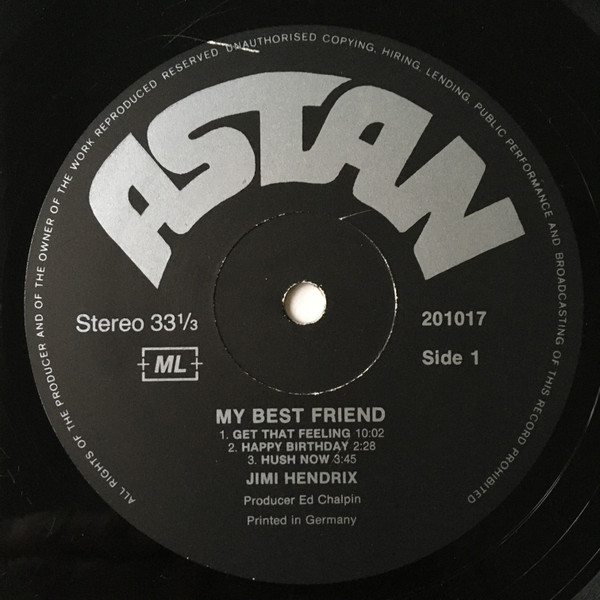 ALL RIGHTS OF THE PRODUCER AND OF THE OWNER OF THE WORK REPRODUCED RESERVED UNAUTHORISED COPYING, HIRING, LENDING, PUBLIC PERFORMANCE AND BROADCASTING OF THIS RECORD PROHIBITED
ASTAN
Stereo 33⅓
201017
ML
Side 1
MY BEST FRIEND
1. GET THAT FEELING 10:02
2. HAPPY BIRTHDAY 2:28
3. HUSH NOW 3:45
JIMI HENDRIX
Producer Ed Chalpin
Printed in Germany